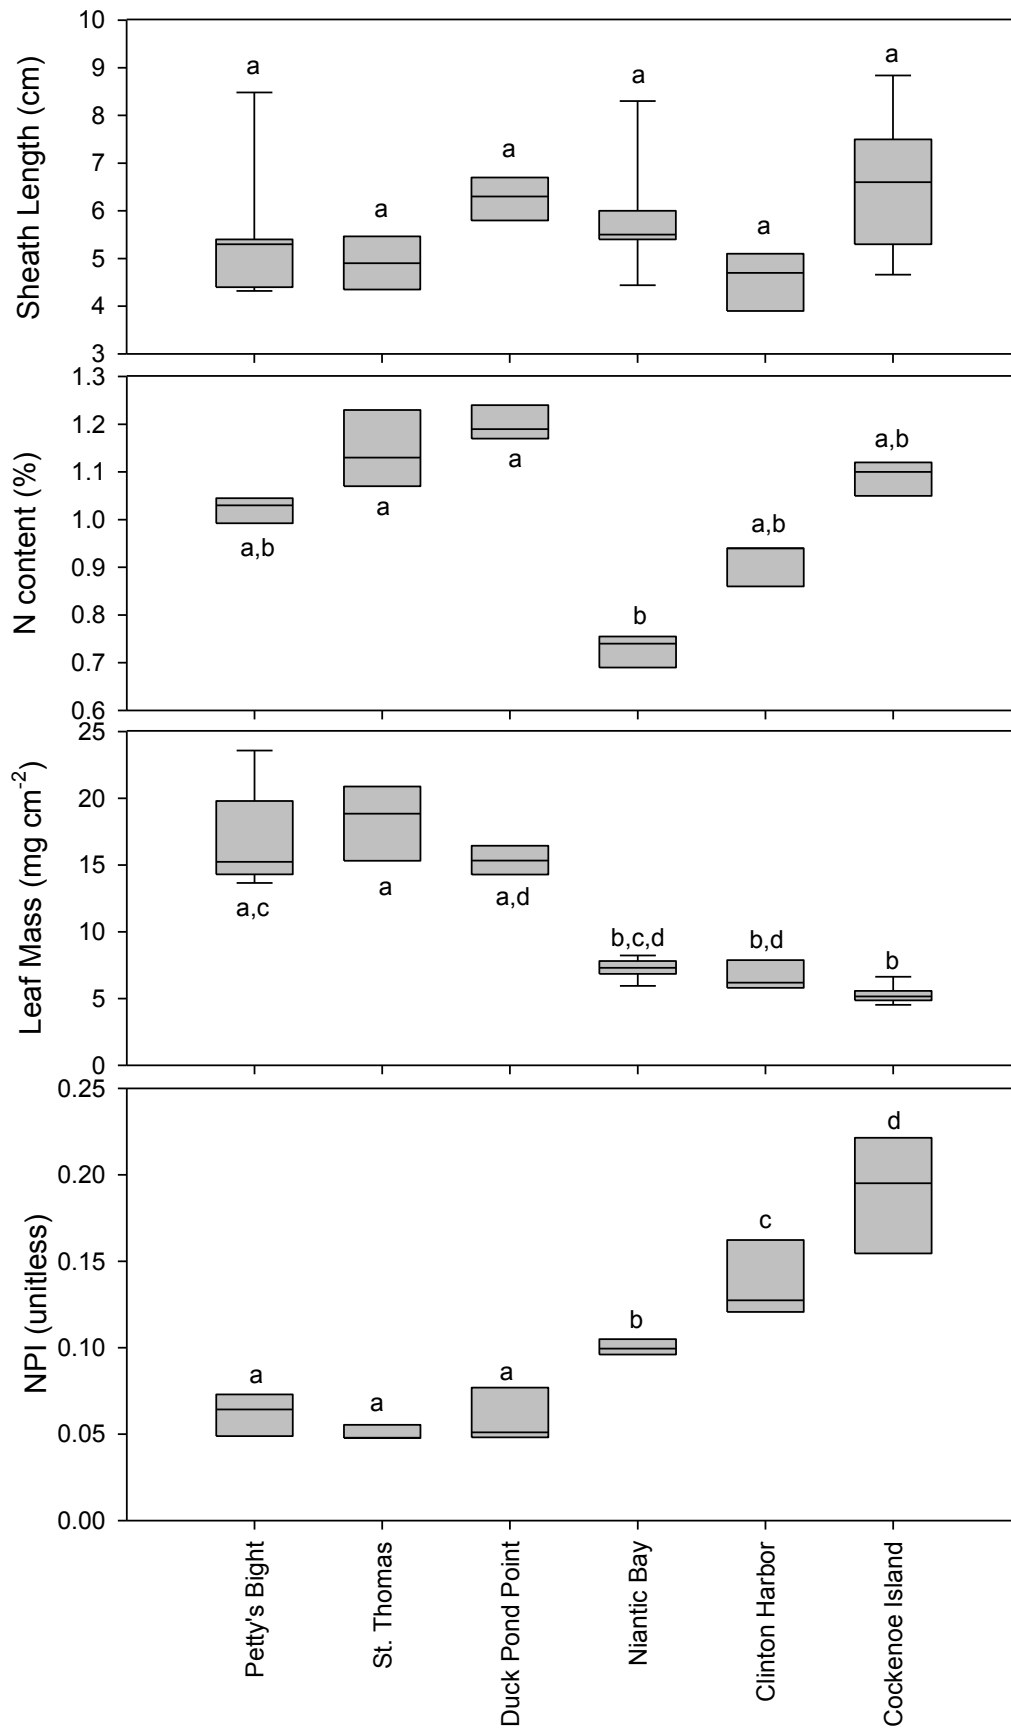 10
9
8
7
6
5
4
3
Sheath Length (cm)
a
a
a
a
a
a
1.3
1.2
1.1
1.0
0.9
0.8
0.7
0.6
N content (%)
a,b
a
a
b
a,b
a,b
25
20
15
10
5
0
Leaf Mass (mg cm⁻²)
a,c
a
a,d
b,c,d
b,d
b
0.25
0.20
0.15
0.10
0.05
0.00
NPI (unitless)
a
a
a
b
c
d
Petty's Bight
St. Thomas
Duck Pond Point
Niantic Bay
Clinton Harbor
Cockenoe Island